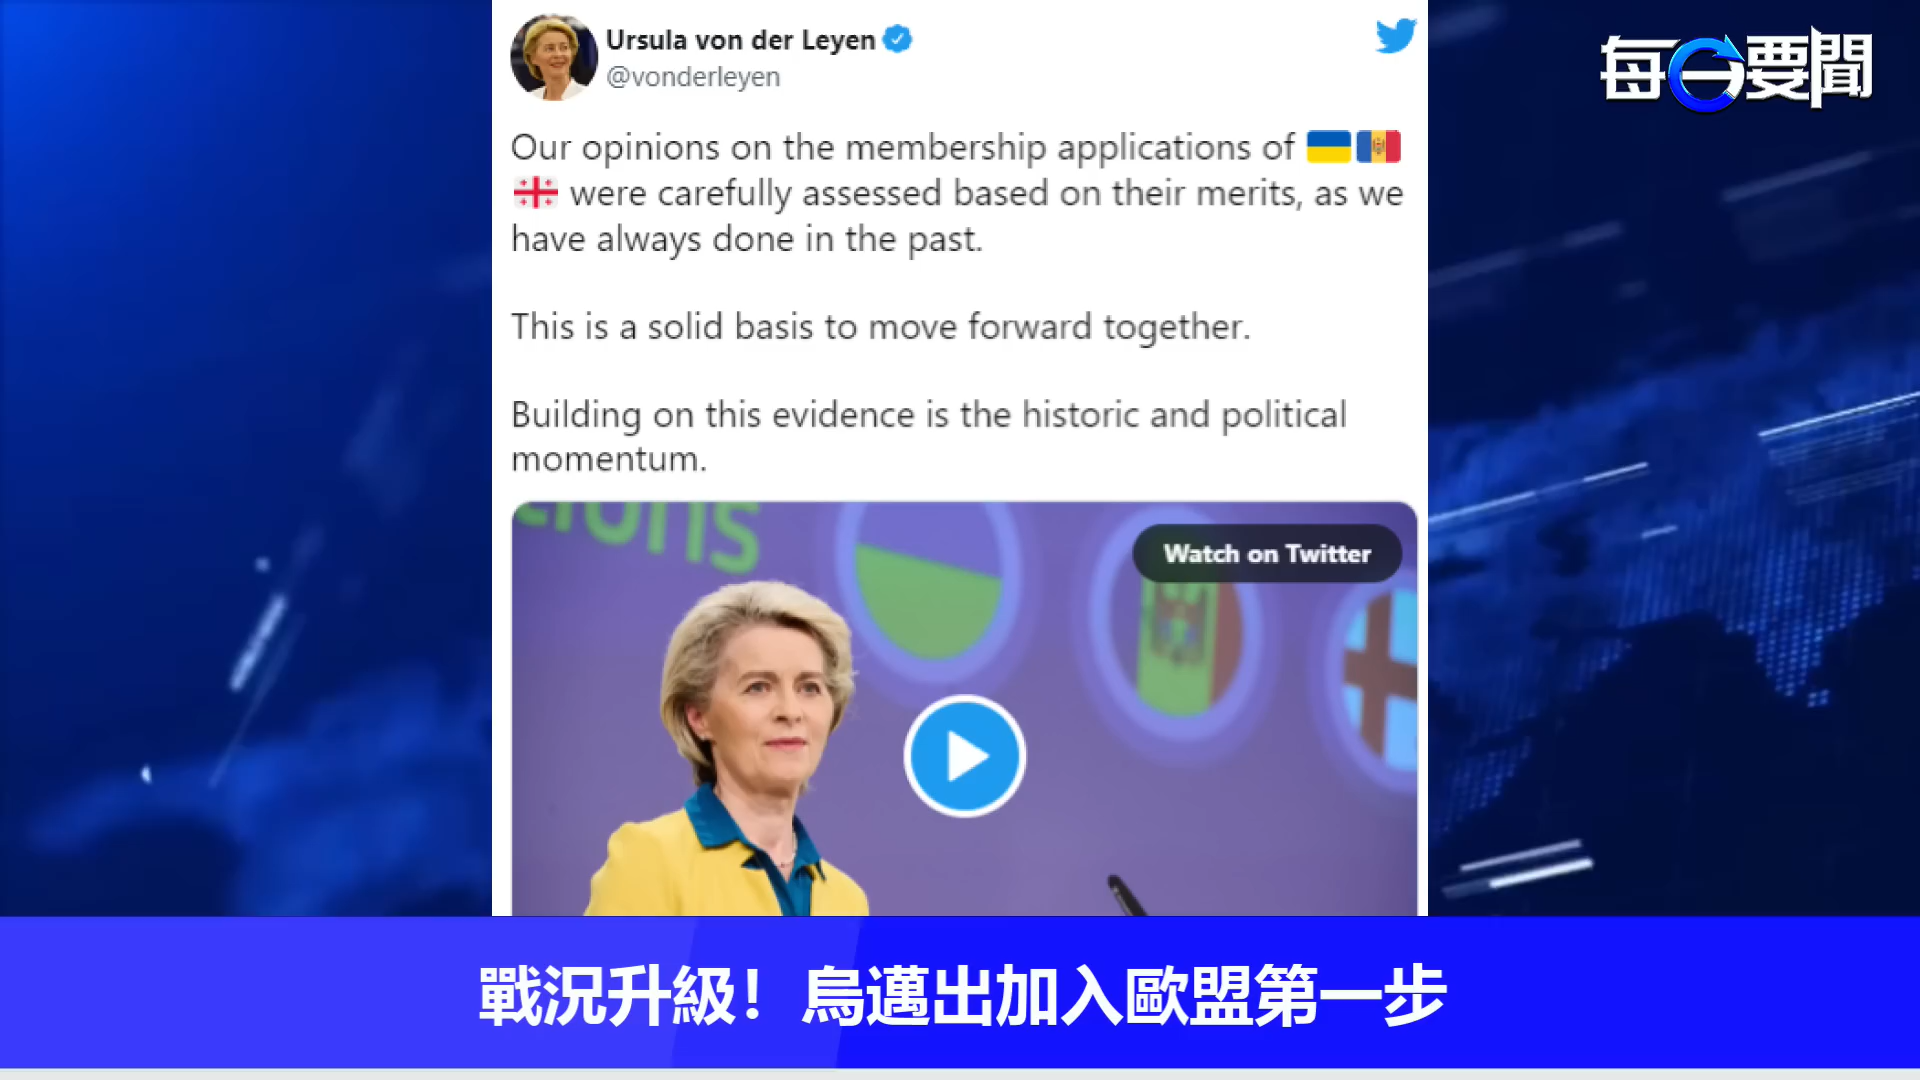 Ursula von der Leyen
@vonderleyen
每日要聞
Our opinions on the membership applications of 🇺🇦🇲🇩
🇬🇪 were carefully assessed based on their merits, as we
have always done in the past.
This is a solid basis to move forward together.
Building on this evidence is the historic and political
momentum.
Watch on Twitter
戰況升級！烏邁出加入歐盟第一步